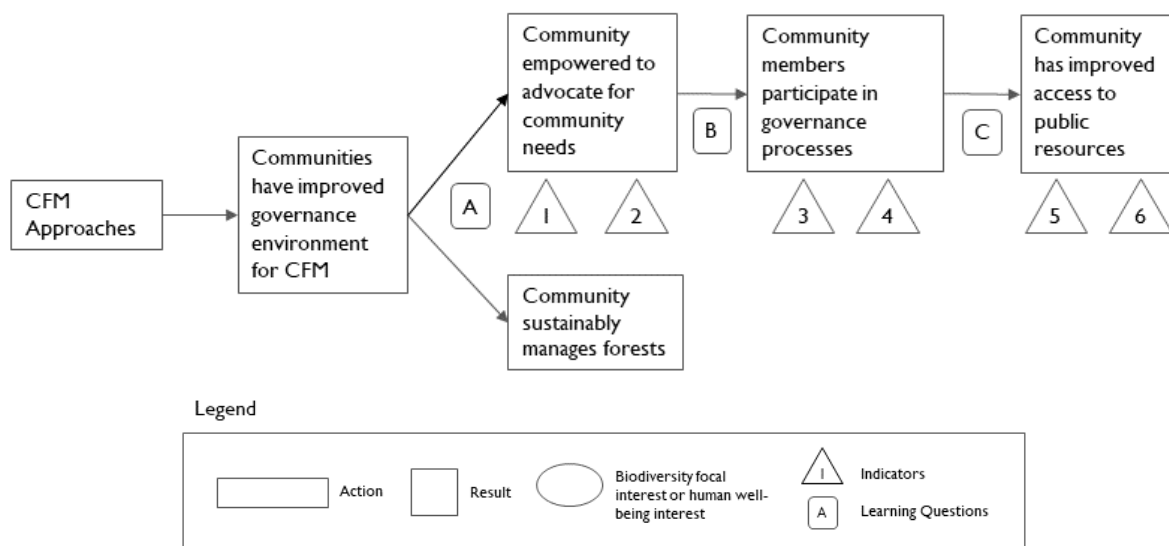 CFM
Approaches
Communities
have improved
governance
environment
for CFM
A
Community
empowered to
advocate for
community
needs
1
2
Community
sustainably
manages forests
B
Community
members
participate in
governance
processes
3
4
C
Community
has improved
access to
public
resources
5
6
Legend
Action
Result
Biodiversity focal
interest or human well-
being interest
1
Indicators
A
Learning Questions